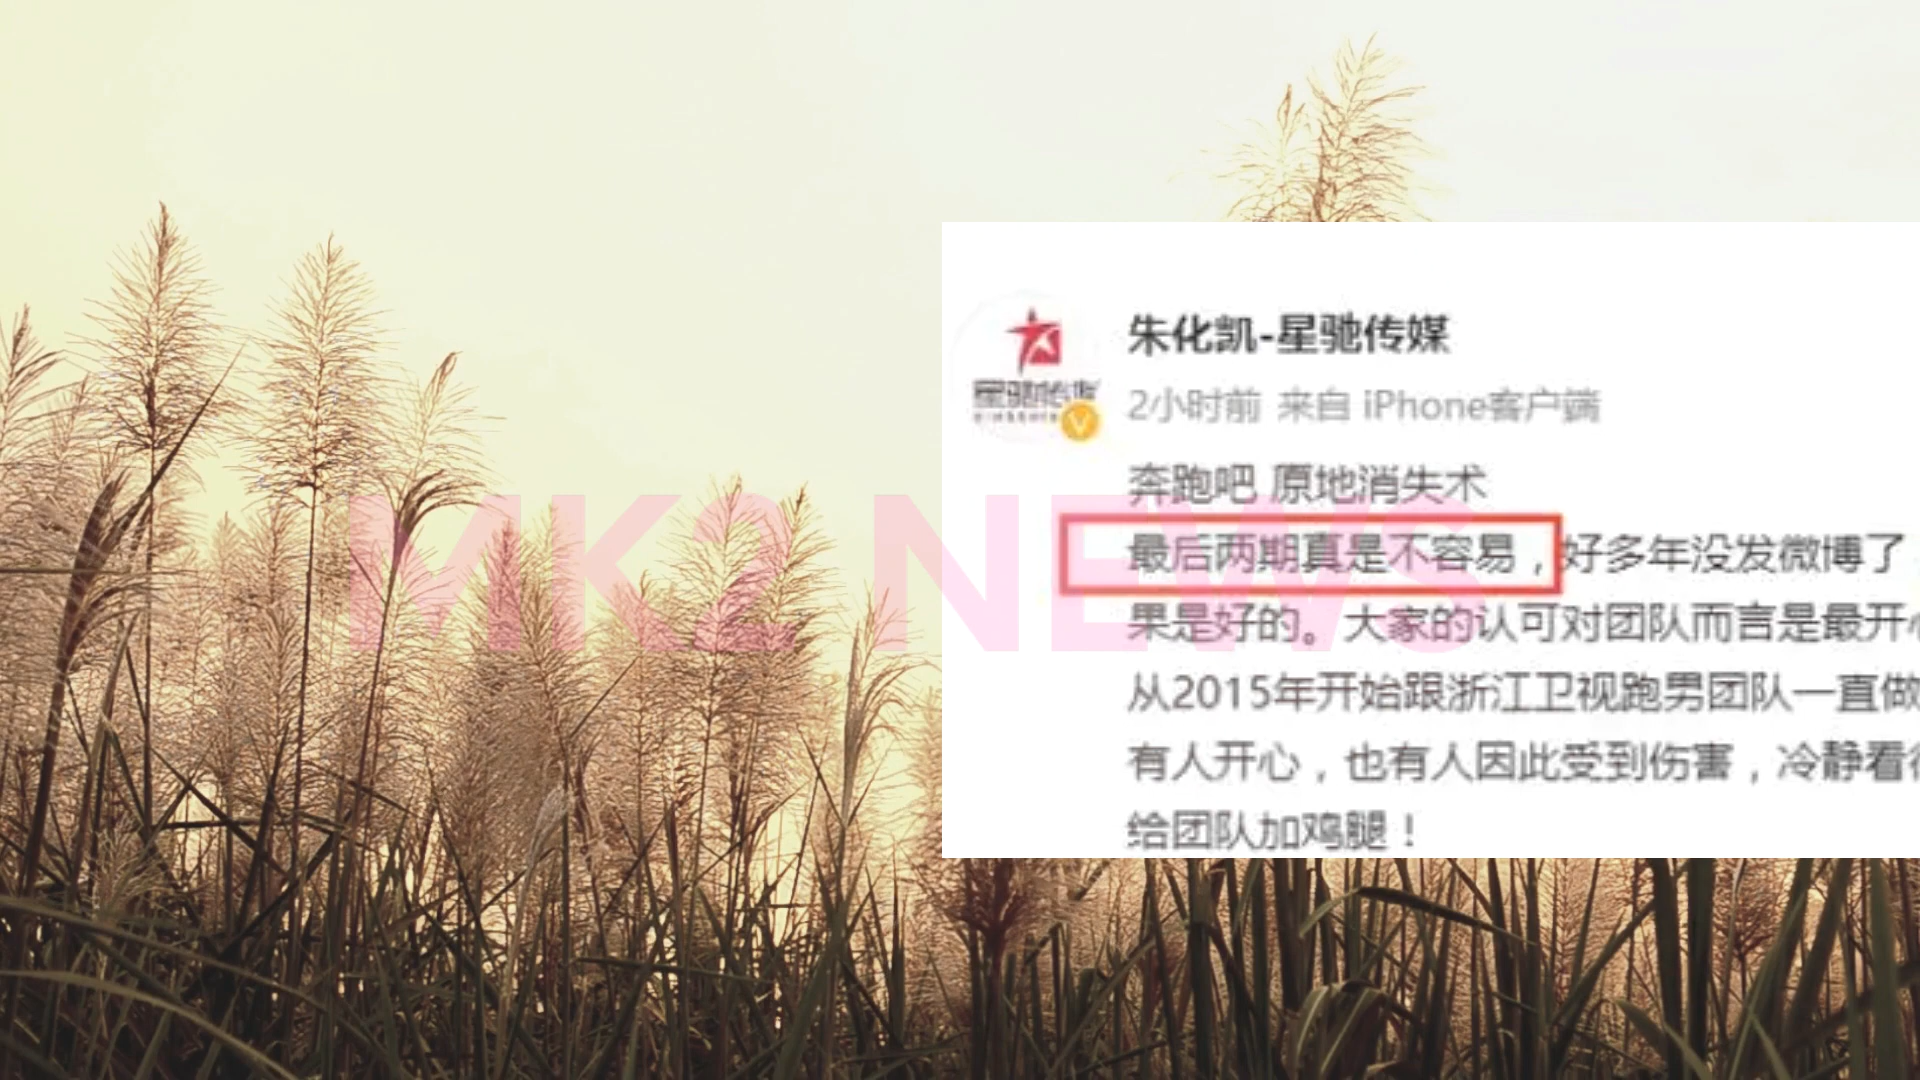 朱化凯-星驰传媒
星驰传媒
2小时前 来自 iPhone客户端
奔跑吧 原地消失术
最后两期真是不容易，好多年没发微博了
果是好的。大家的认可对团队而言是最开心
从2015年开始跟浙江卫视跑男团队一直做
有人开心，也有人因此受到伤害，冷静看得
给团队加鸡腿！
MK2 NEWS